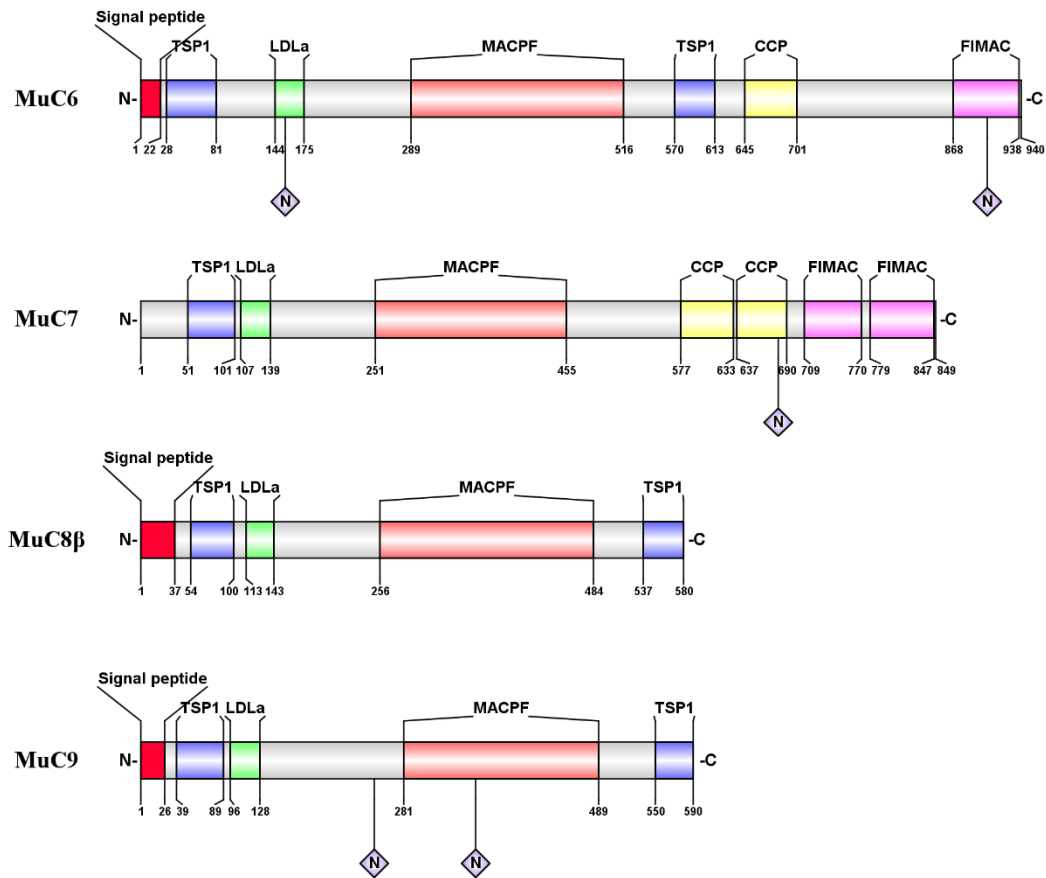 Signal peptide
TSP1 LDLa MACPF TSP1 CCP FIMAC
MuC6 N- -C
1 22 28 81 144 175 289 516 570 613 645 701 868 938 940
N N
TSP1 LDLa MACPF CCP CCP FIMAC FIMAC
MuC7 N- -C
1 51 101 107 139 251 455 577 633 637 690 709 770 779 847 849
N
Signal peptide
TSP1 LDLa MACPF TSP1
MuC8β N- -C
1 37 54 100 113 143 256 484 537 580
Signal peptide
TSP1 LDLa MACPF TSP1
MuC9 N- -C
1 26 39 89 96 128 281 489 550 590
N N